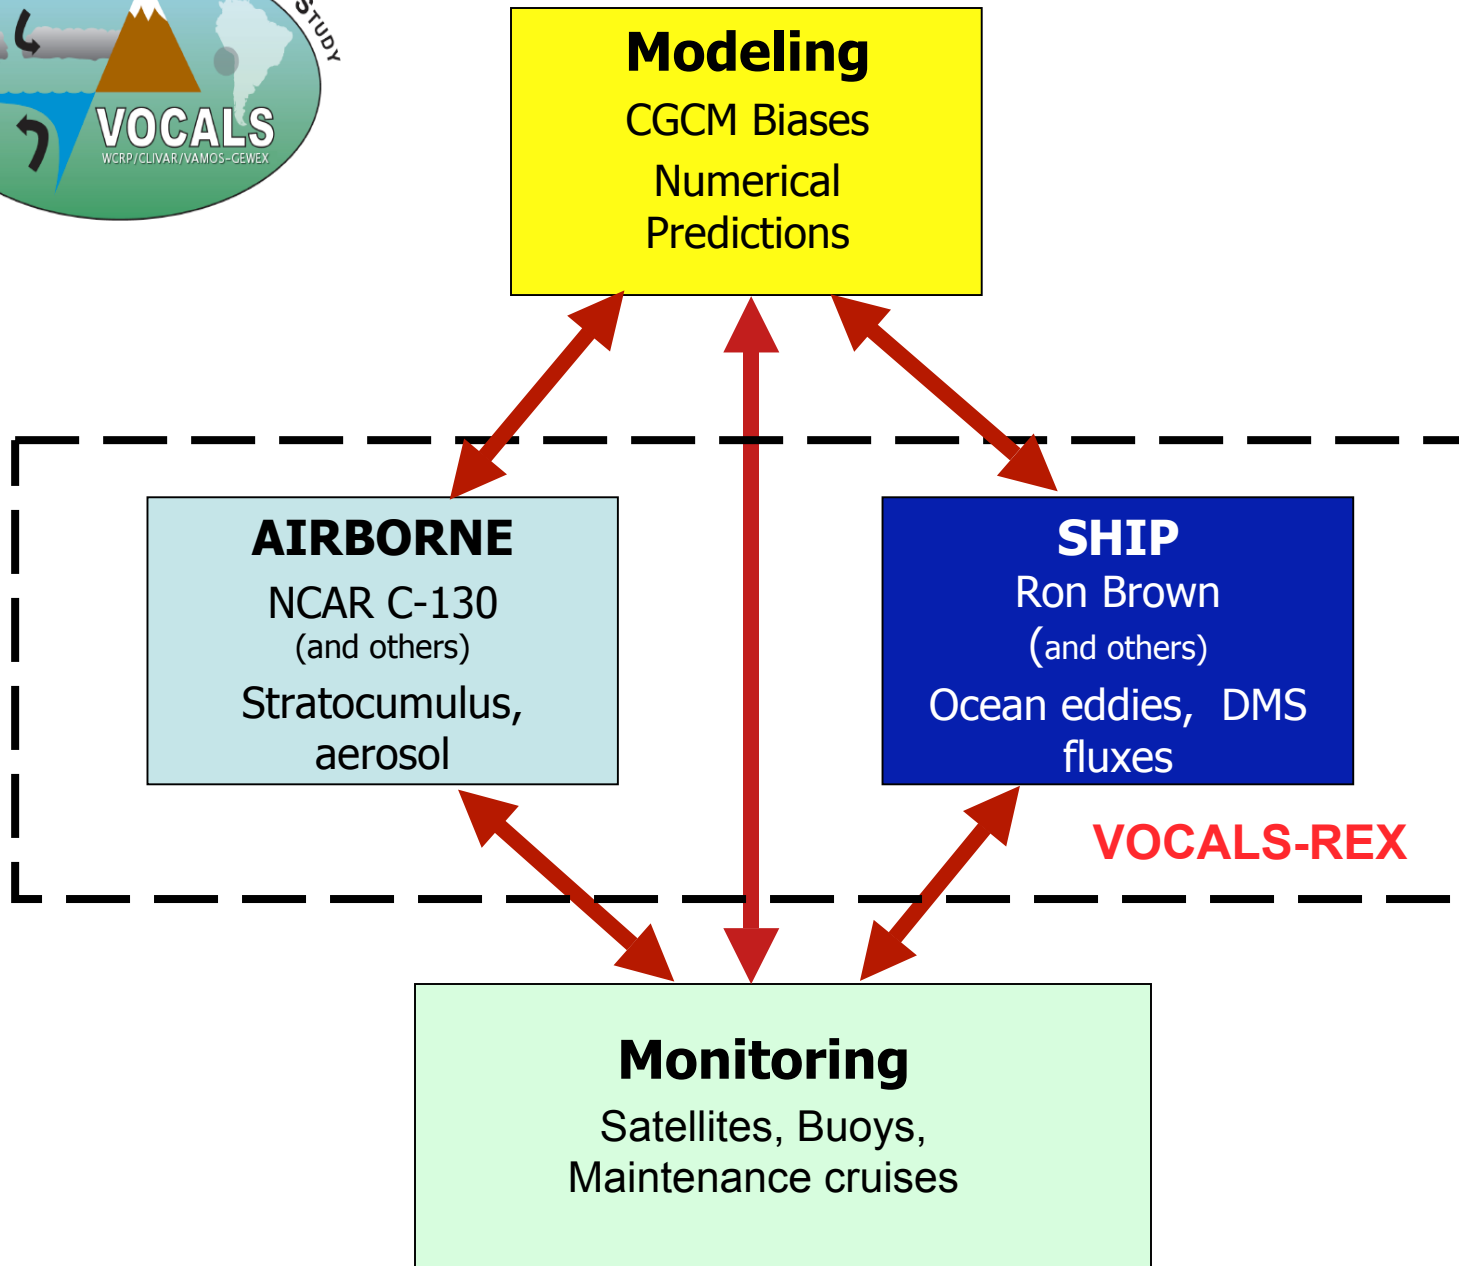 STUDY
VOCALS
WCRP/CLIVAR/VAMOS-GEWEX
Modeling
CGCM Biases
Numerical
Predictions
AIRBORNE
NCAR C-130
(and others)
Stratocumulus,
aerosol
SHIP
Ron Brown
(and others)
Ocean eddies, DMS
fluxes
VOCALS-REX
Monitoring
Satellites, Buoys,
Maintenance cruises